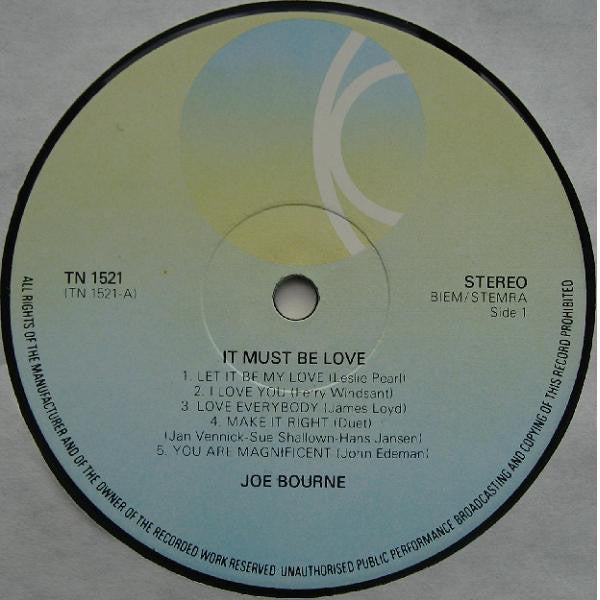 TN 1521
(TN 1521-A)
STEREO
BIEM/STEMRA
Side 1
IT MUST BE LOVE
1. LET IT BE MY LOVE (Leslie Pearl)
2. I LOVE YOU (Ferry Windsant)
3. LOVE EVERYBODY (James Loyd)
4. MAKE IT RIGHT (Duet)
(Jan Vennick-Sue Shallown-Hans Jansen)
5. YOU ARE MAGNIFICENT (John Edeman)
JOE BOURNE
ALL RIGHTS OF THE MANUFACTURER AND OF THE OWNER OF THE RECORDED WORK RESERVED UNAUTHORISED PUBLIC PERFORMANCE BROADCASTING AND COPYING OF THIS RECORD PROHIBITED